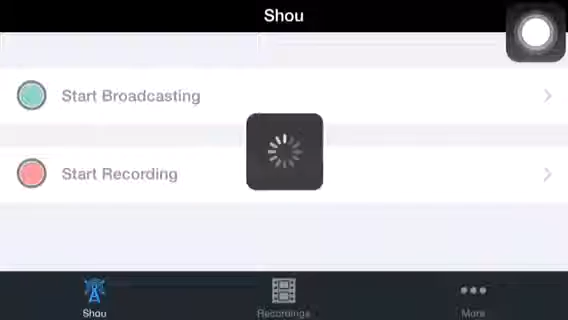 Shou
Start Broadcasting
Start Recording
Shou
Recordings
More